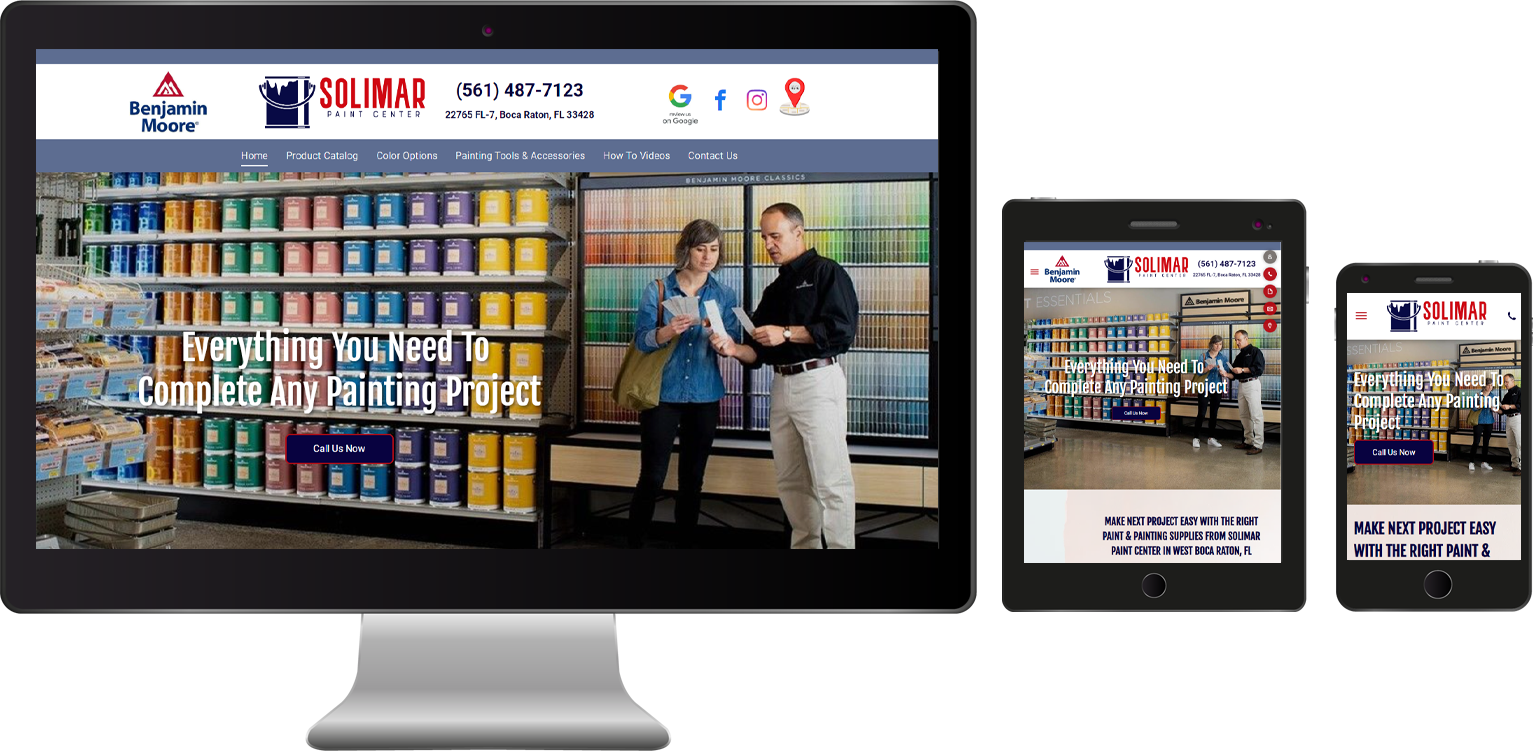 Benjamin
Moore®
SOLIMAR
PAINT CENTER
(561) 487-7123
22765 FL-7, Boca Raton, FL 33428
review us
on Google
Home
Product Catalog
Color Options
Painting Tools & Accessories
How To Videos
Contact Us
BENJAMIN MOORE CLASSICS
Everything You Need To
Complete Any Painting Project
Call Us Now
Benjamin
Moore
SOLIMAR
PAINT CENTER
(561) 487-7123
22765 FL-7, Boca Raton, FL 33428
T ESSENTIALS
Benjamin Moore
Everything You Need To
Complete Any Painting Project
Call Us Now
MAKE NEXT PROJECT EASY WITH THE RIGHT
PAINT & PAINTING SUPPLIES FROM SOLIMAR
PAINT CENTER IN WEST BOCA RATON, FL
SOLIMAR
PAINT CENTER
SSENTIALS
Benjamin Moore
Everything You Need To
Complete Any Painting
Project
Call Us Now
MAKE NEXT PROJECT EASY
WITH THE RIGHT PAINT &